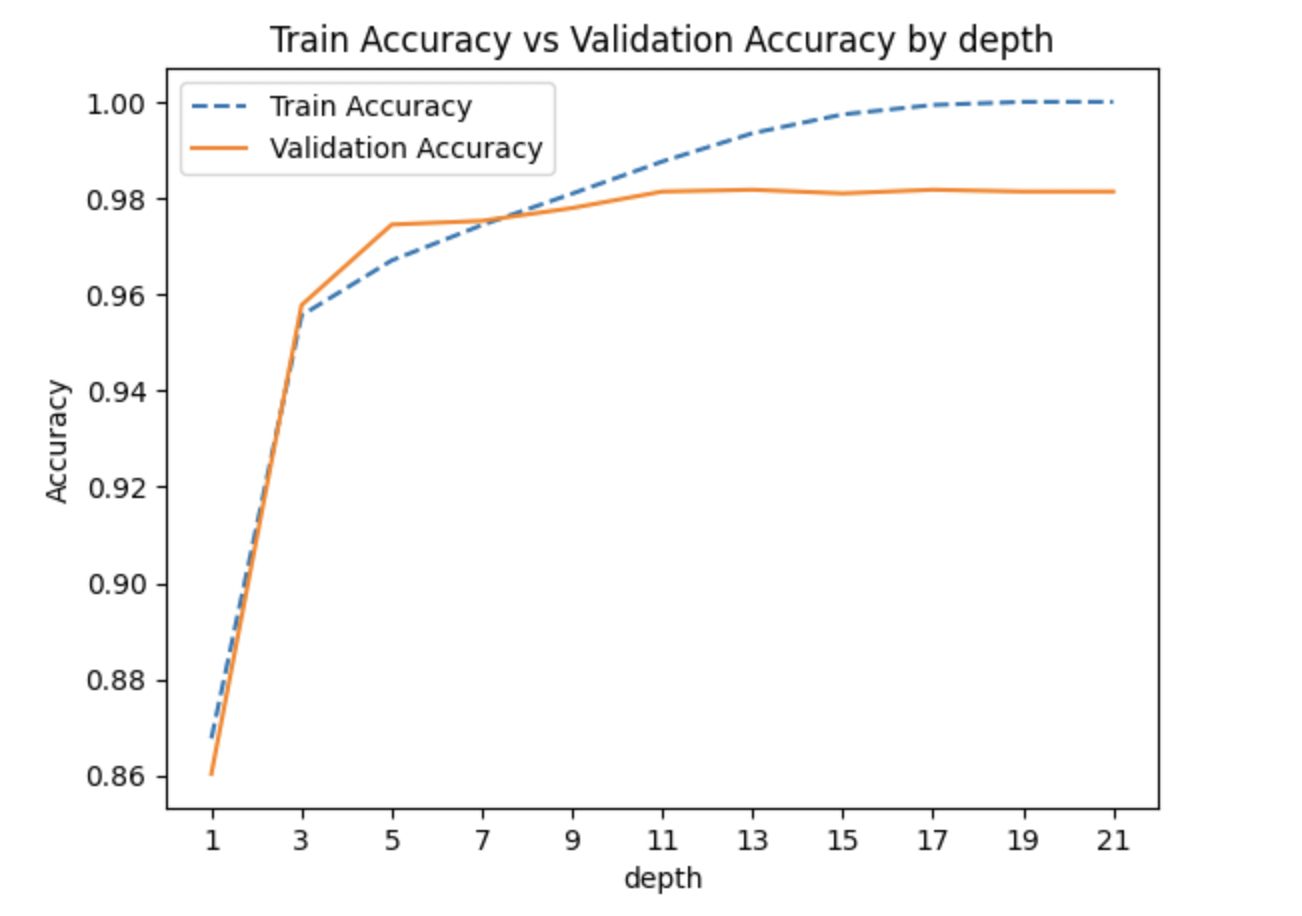 Train Accuracy vs Validation Accuracy by depth
Train Accuracy
Validation Accuracy
1.00
0.98
0.96
0.94
0.92
0.90
0.88
0.86
Accuracy
1 3 5 7 9 11 13 15 17 19 21
depth